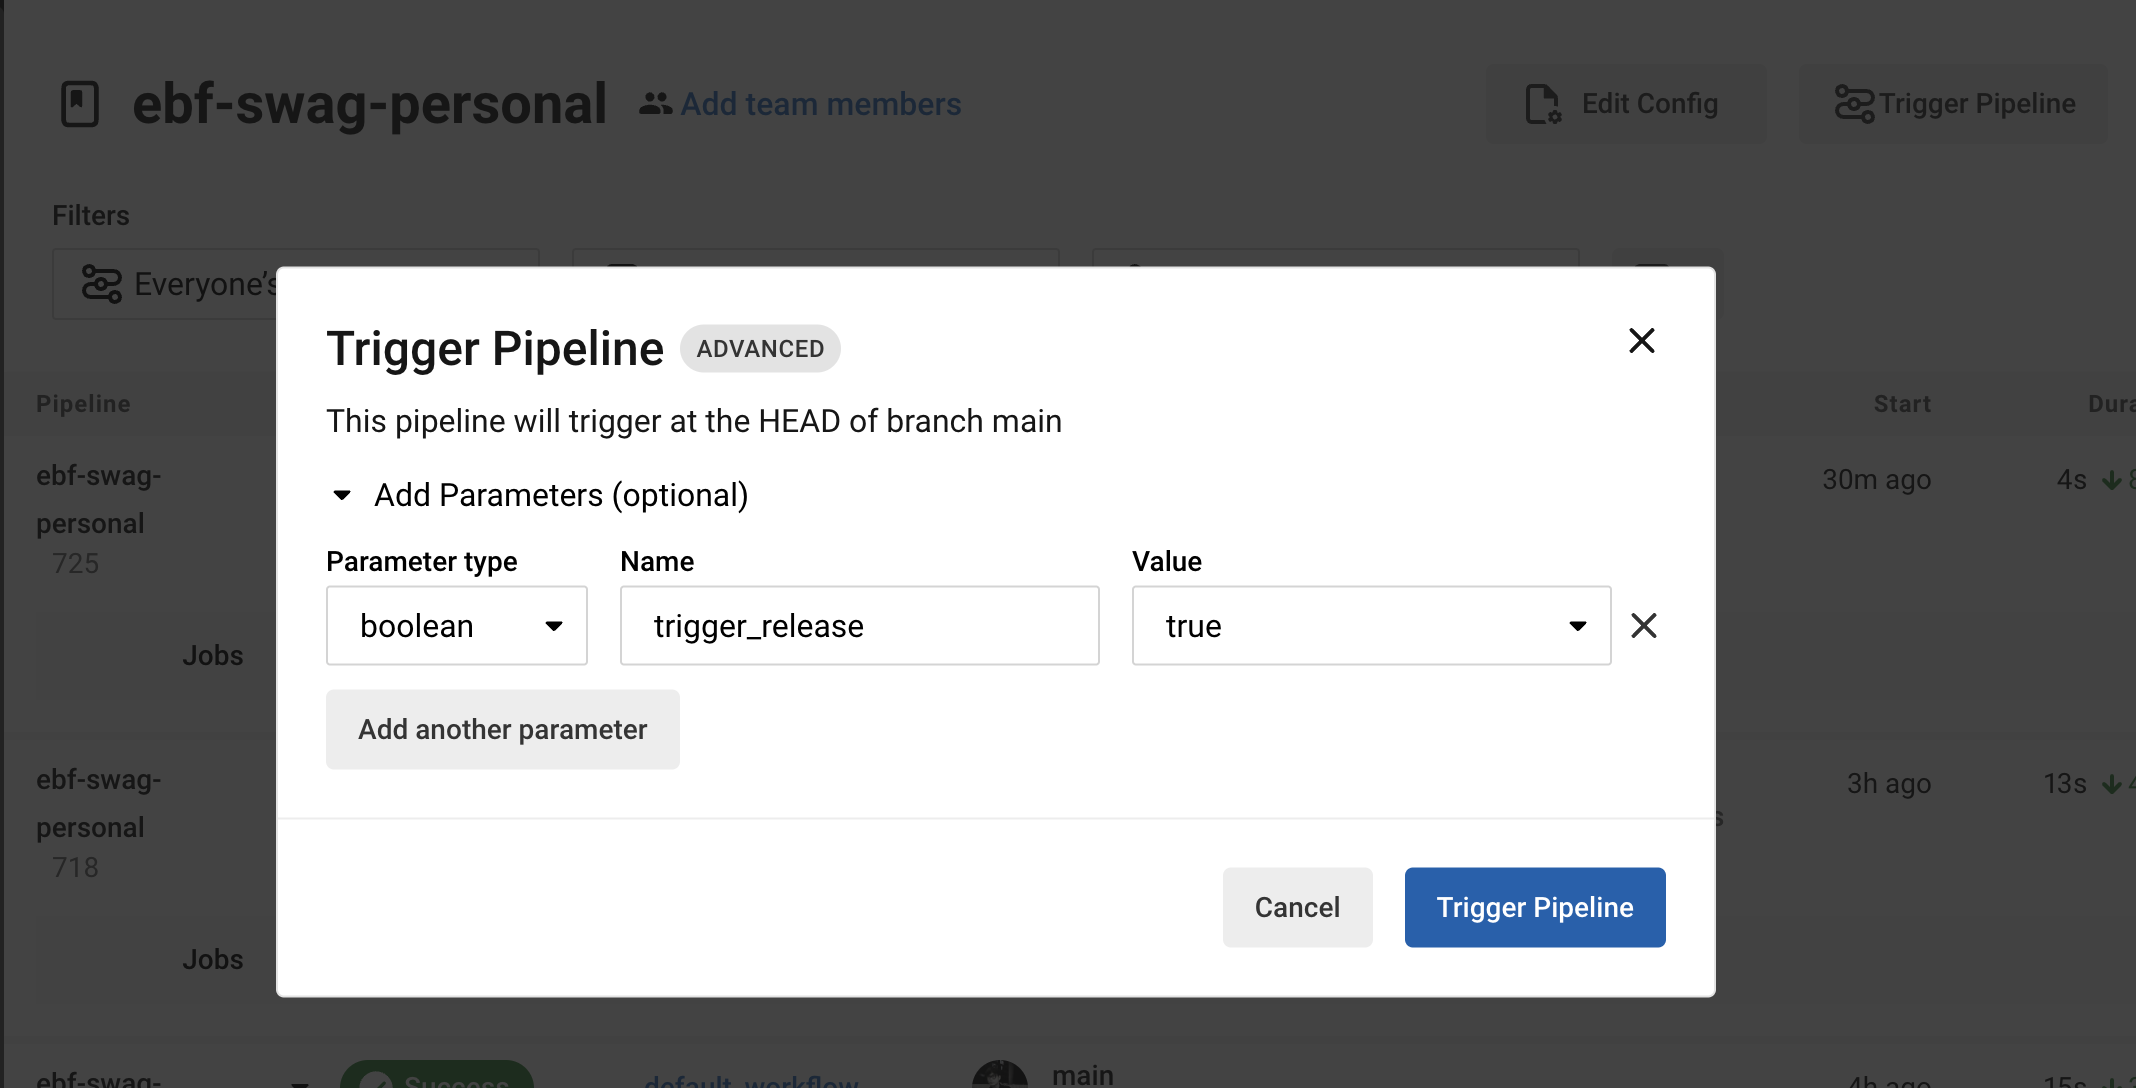 ebf-swag-personal Add team members Edit Config Trigger Pipeline
Filters
Everyone's
Trigger Pipeline ADVANCED
This pipeline will trigger at the HEAD of branch main
Add Parameters (optional)
Parameter type Name Value
boolean trigger_release true
Add another parameter
Cancel Trigger Pipeline
Pipeline Start
ebf-swag-
personal
725
30m ago 4s
Jobs
ebf-swag-
personal
718
3h ago 13s
Jobs
ebf-swag- Success default_workflow main 4h ago 15s